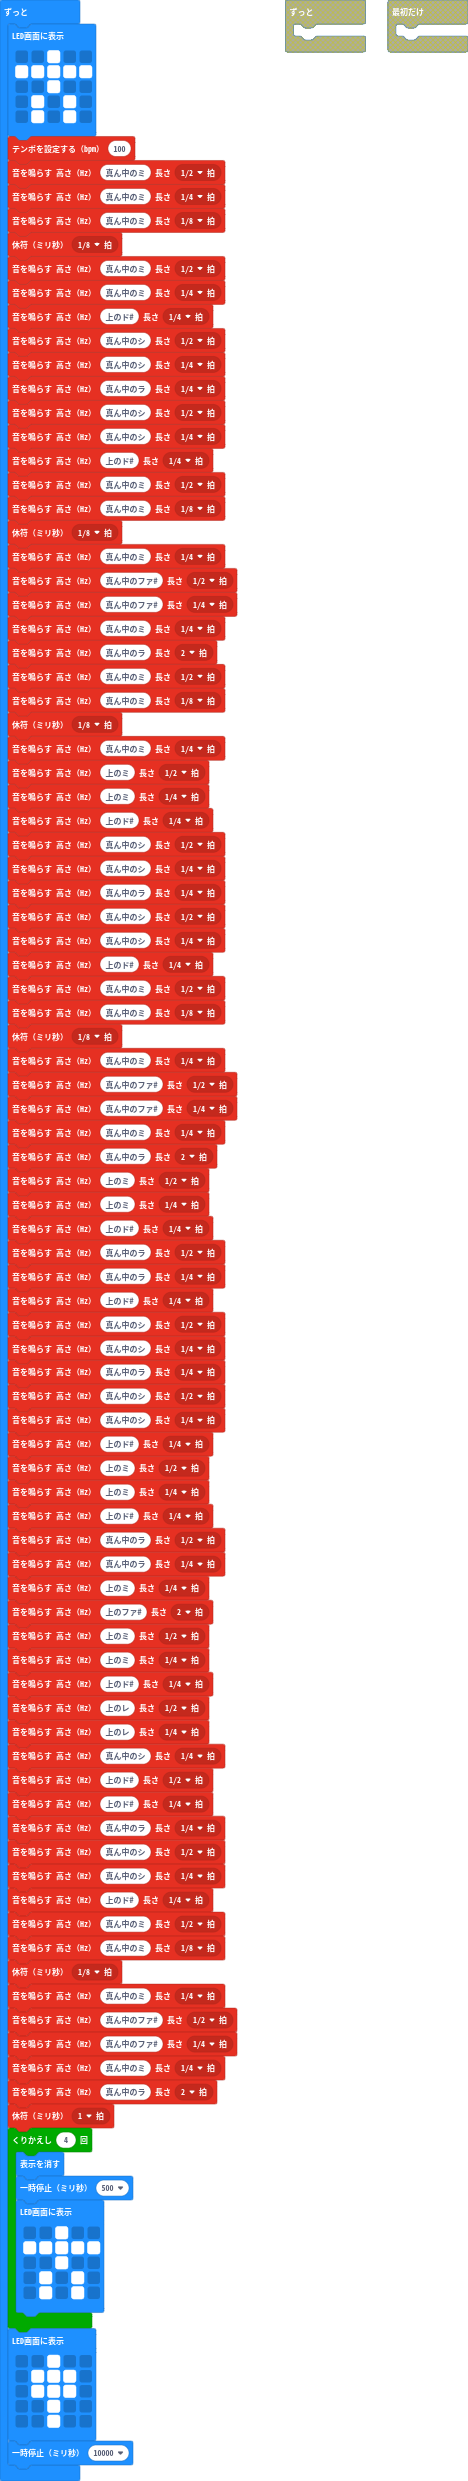 ずっと
ずっと
最初だけ
LED画面に表示
テンポを設定する (bpm) 100
音を鳴らす 高さ (Hz) 真ん中のミ 長さ 1/2 拍
音を鳴らす 高さ (Hz) 真ん中のミ 長さ 1/4 拍
音を鳴らす 高さ (Hz) 真ん中のミ 長さ 1/8 拍
休符 (ミリ秒) 1/8 拍
音を鳴らす 高さ (Hz) 真ん中のミ 長さ 1/2 拍
音を鳴らす 高さ (Hz) 真ん中のミ 長さ 1/4 拍
音を鳴らす 高さ (Hz) 上のド# 長さ 1/4 拍
音を鳴らす 高さ (Hz) 真ん中のシ 長さ 1/2 拍
音を鳴らす 高さ (Hz) 真ん中のシ 長さ 1/4 拍
音を鳴らす 高さ (Hz) 真ん中のラ 長さ 1/4 拍
音を鳴らす 高さ (Hz) 真ん中のシ 長さ 1/2 拍
音を鳴らす 高さ (Hz) 真ん中のシ 長さ 1/4 拍
音を鳴らす 高さ (Hz) 上のド# 長さ 1/4 拍
音を鳴らす 高さ (Hz) 真ん中のミ 長さ 1/2 拍
音を鳴らす 高さ (Hz) 真ん中のミ 長さ 1/8 拍
休符 (ミリ秒) 1/8 拍
音を鳴らす 高さ (Hz) 真ん中のミ 長さ 1/4 拍
音を鳴らす 高さ (Hz) 真ん中のファ# 長さ 1/2 拍
音を鳴らす 高さ (Hz) 真ん中のファ# 長さ 1/4 拍
音を鳴らす 高さ (Hz) 真ん中のミ 長さ 1/4 拍
音を鳴らす 高さ (Hz) 真ん中のラ 長さ 2 拍
音を鳴らす 高さ (Hz) 真ん中のミ 長さ 1/2 拍
音を鳴らす 高さ (Hz) 真ん中のミ 長さ 1/8 拍
休符 (ミリ秒) 1/8 拍
音を鳴らす 高さ (Hz) 真ん中のミ 長さ 1/4 拍
音を鳴らす 高さ (Hz) 上のミ 長さ 1/2 拍
音を鳴らす 高さ (Hz) 上のミ 長さ 1/4 拍
音を鳴らす 高さ (Hz) 上のド# 長さ 1/4 拍
音を鳴らす 高さ (Hz) 真ん中のシ 長さ 1/2 拍
音を鳴らす 高さ (Hz) 真ん中のシ 長さ 1/4 拍
音を鳴らす 高さ (Hz) 真ん中のラ 長さ 1/4 拍
音を鳴らす 高さ (Hz) 真ん中のシ 長さ 1/2 拍
音を鳴らす 高さ (Hz) 真ん中のシ 長さ 1/4 拍
音を鳴らす 高さ (Hz) 上のド# 長さ 1/4 拍
音を鳴らす 高さ (Hz) 真ん中のミ 長さ 1/2 拍
音を鳴らす 高さ (Hz) 真ん中のミ 長さ 1/8 拍
休符 (ミリ秒) 1/8 拍
音を鳴らす 高さ (Hz) 真ん中のミ 長さ 1/4 拍
音を鳴らす 高さ (Hz) 真ん中のファ# 長さ 1/2 拍
音を鳴らす 高さ (Hz) 真ん中のファ# 長さ 1/4 拍
音を鳴らす 高さ (Hz) 真ん中のミ 長さ 1/4 拍
音を鳴らす 高さ (Hz) 真ん中のラ 長さ 2 拍
音を鳴らす 高さ (Hz) 上のミ 長さ 1/2 拍
音を鳴らす 高さ (Hz) 上のミ 長さ 1/4 拍
音を鳴らす 高さ (Hz) 上のド# 長さ 1/4 拍
音を鳴らす 高さ (Hz) 真ん中のラ 長さ 1/2 拍
音を鳴らす 高さ (Hz) 真ん中のラ 長さ 1/4 拍
音を鳴らす 高さ (Hz) 上のド# 長さ 1/4 拍
音を鳴らす 高さ (Hz) 真ん中のシ 長さ 1/2 拍
音を鳴らす 高さ (Hz) 真ん中のシ 長さ 1/4 拍
音を鳴らす 高さ (Hz) 真ん中のラ 長さ 1/4 拍
音を鳴らす 高さ (Hz) 真ん中のシ 長さ 1/2 拍
音を鳴らす 高さ (Hz) 真ん中のシ 長さ 1/4 拍
音を鳴らす 高さ (Hz) 上のド# 長さ 1/4 拍
音を鳴らす 高さ (Hz) 上のミ 長さ 1/2 拍
音を鳴らす 高さ (Hz) 上のミ 長さ 1/4 拍
音を鳴らす 高さ (Hz) 上のド# 長さ 1/4 拍
音を鳴らす 高さ (Hz) 真ん中のラ 長さ 1/2 拍
音を鳴らす 高さ (Hz) 真ん中のラ 長さ 1/4 拍
音を鳴らす 高さ (Hz) 上のミ 長さ 1/4 拍
音を鳴らす 高さ (Hz) 上のファ# 長さ 2 拍
音を鳴らす 高さ (Hz) 上のミ 長さ 1/2 拍
音を鳴らす 高さ (Hz) 上のミ 長さ 1/4 拍
音を鳴らす 高さ (Hz) 上のド# 長さ 1/4 拍
音を鳴らす 高さ (Hz) 上のレ 長さ 1/2 拍
音を鳴らす 高さ (Hz) 上のレ 長さ 1/4 拍
音を鳴らす 高さ (Hz) 真ん中のシ 長さ 1/4 拍
音を鳴らす 高さ (Hz) 上のド# 長さ 1/2 拍
音を鳴らす 高さ (Hz) 上のド# 長さ 1/4 拍
音を鳴らす 高さ (Hz) 真ん中のラ 長さ 1/4 拍
音を鳴らす 高さ (Hz) 真ん中のシ 長さ 1/2 拍
音を鳴らす 高さ (Hz) 真ん中のシ 長さ 1/4 拍
音を鳴らす 高さ (Hz) 上のド# 長さ 1/4 拍
音を鳴らす 高さ (Hz) 真ん中のミ 長さ 1/2 拍
音を鳴らす 高さ (Hz) 真ん中のミ 長さ 1/8 拍
休符 (ミリ秒) 1/8 拍
音を鳴らす 高さ (Hz) 真ん中のミ 長さ 1/4 拍
音を鳴らす 高さ (Hz) 真ん中のファ# 長さ 1/2 拍
音を鳴らす 高さ (Hz) 真ん中のファ# 長さ 1/4 拍
音を鳴らす 高さ (Hz) 真ん中のミ 長さ 1/4 拍
音を鳴らす 高さ (Hz) 真ん中のラ 長さ 2 拍
休符 (ミリ秒) 1 拍
くりかえし 4 回
表示を消す
一時停止 (ミリ秒) 500
LED画面に表示
LED画面に表示
一時停止 (ミリ秒) 10000